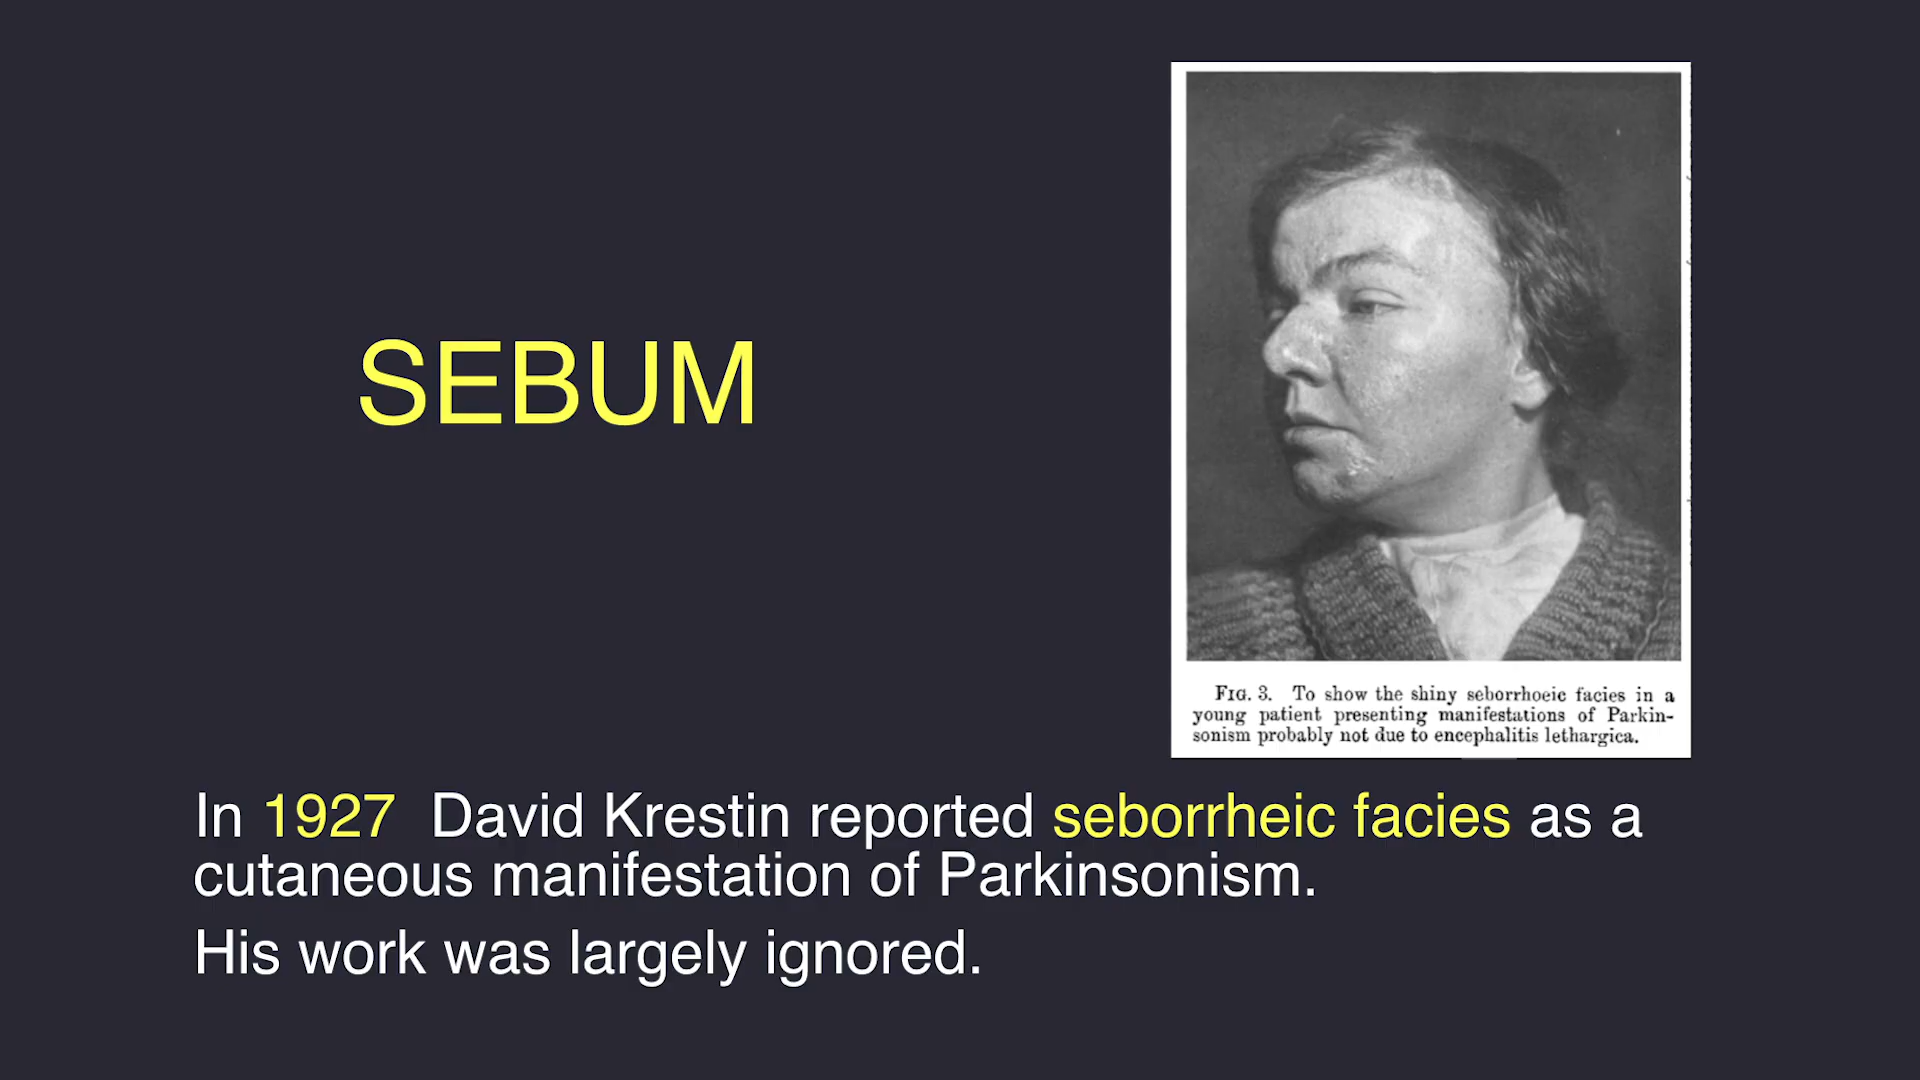 SEBUM
FIG. 3. To show the shiny seborrhoeic facies in a
young patient presenting manifestations of Parkin-
sonism probably not due to encephalitis lethargica.
In 1927 David Krestin reported seborrheic facies as a
cutaneous manifestation of Parkinsonism.
His work was largely ignored.